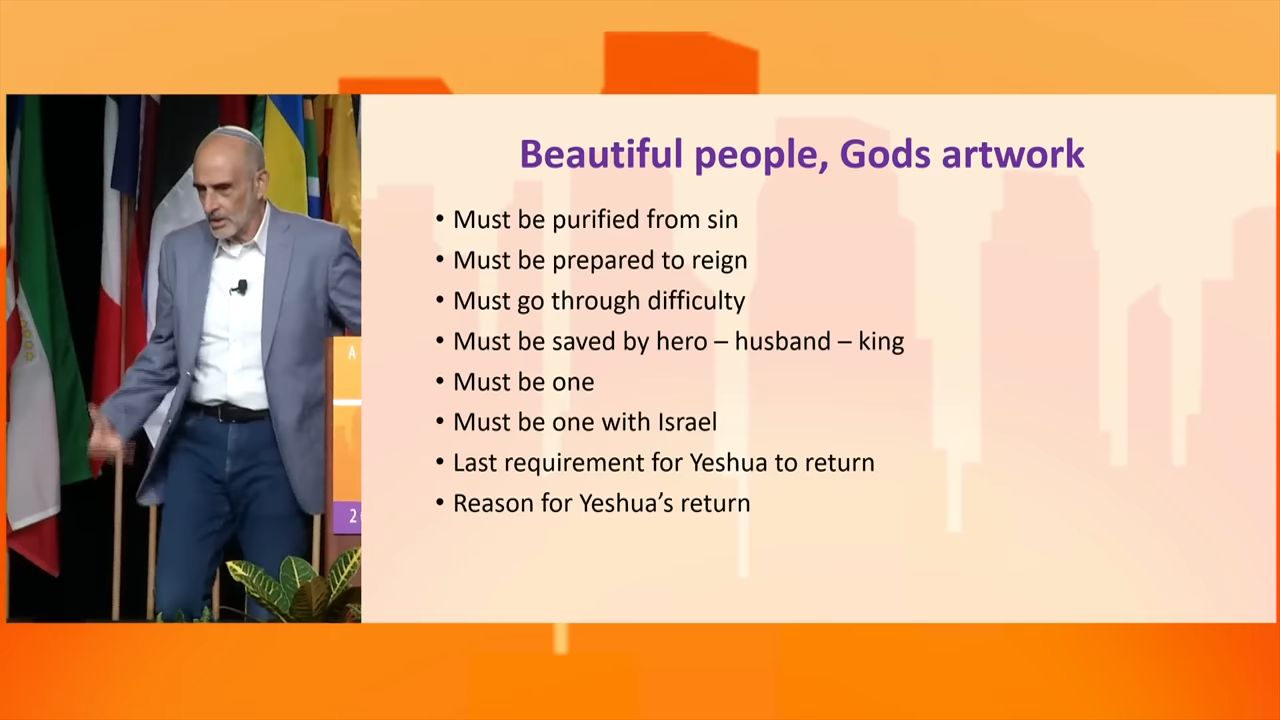 Beautiful people, Gods artwork
• Must be purified from sin
• Must be prepared to reign
• Must go through difficulty
• Must be saved by hero – husband – king
• Must be one
• Must be one with Israel
• Last requirement for Yeshua to return
• Reason for Yeshua’s return
A
2